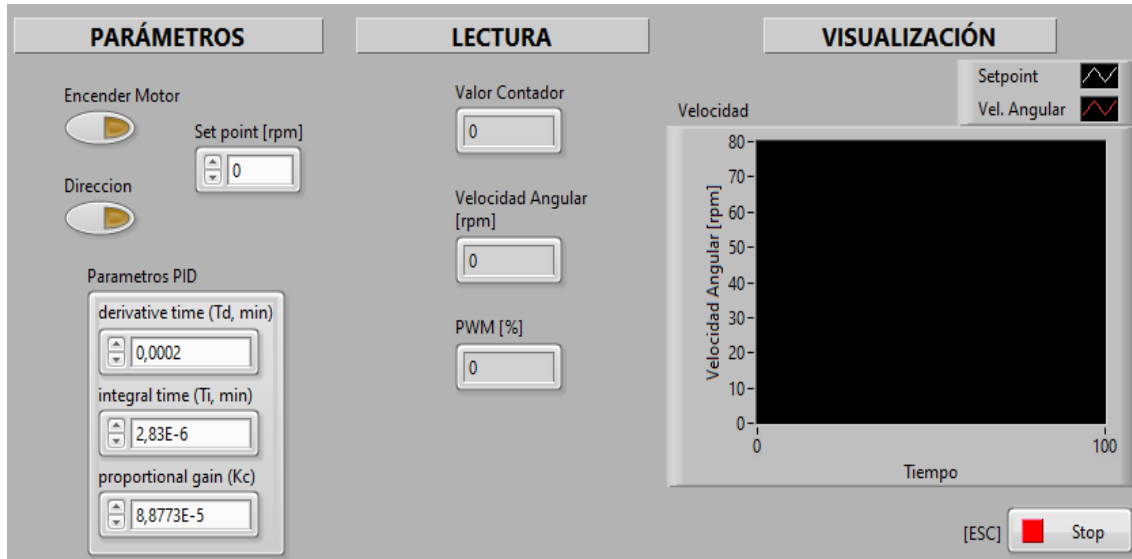 PARÁMETROS
Encender Motor
Set point [rpm]
0
Direccion
Parametros PID
derivative time (Td, min)
0,0002
integral time (Ti, min)
2,83E-6
proportional gain (Kc)
8,8773E-5
LECTURA
Valor Contador
0
Velocidad Angular
[rpm]
0
PWM [%]
0
VISUALIZACIÓN
Setpoint
Vel. Angular
Velocidad
Velocidad Angular [rpm]
80
70
60
50
40
30
20
10
0
0 100
Tiempo
[ESC] Stop